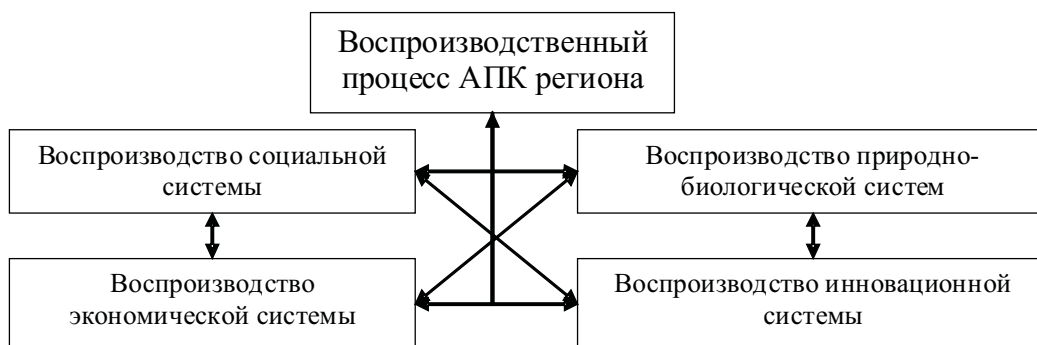 Воспроизводственный
процесс АПК региона
Воспроизводство социальной
системы
Воспроизводство природно-
биологической систем
Воспроизводство
экономической системы
Воспроизводство инновационной
системы